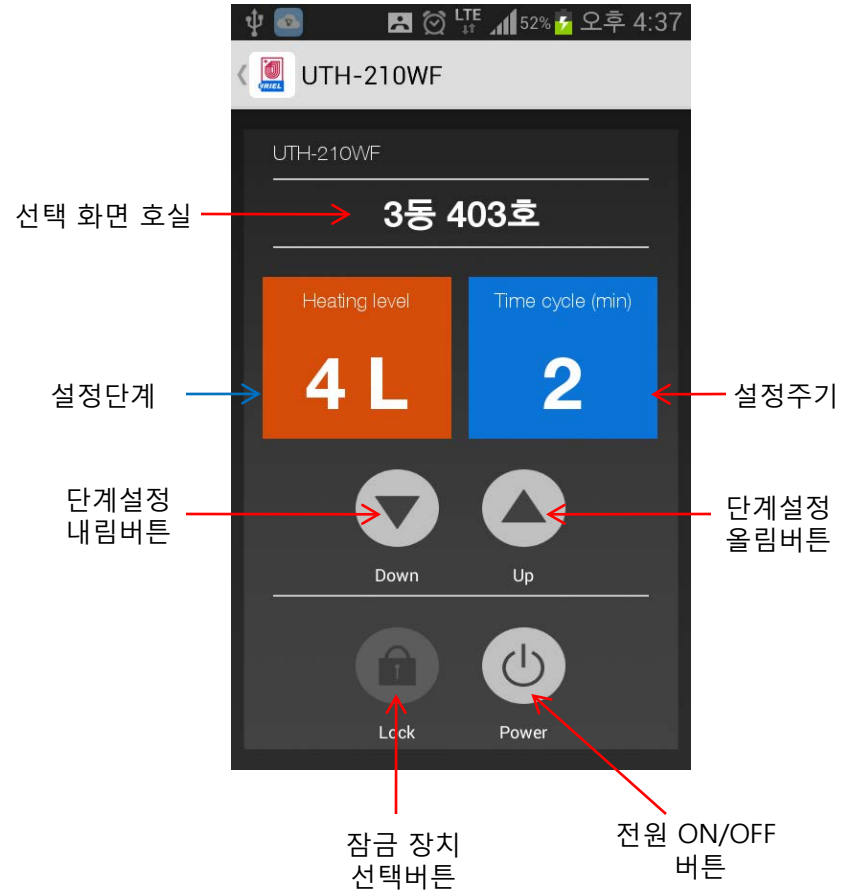 LTE 52% 오후 4:37
URIEL
UTH-210WF
UTH-210WF
선택 화면 호실
3동 403호
Heating level
Time cycle (min)
설정단계
4 L
2
설정주기
단계설정
내림버튼
단계설정
올림버튼
Down
Up
Lock
Power
잠금 장치
선택버튼
전원 ON/OFF
버튼